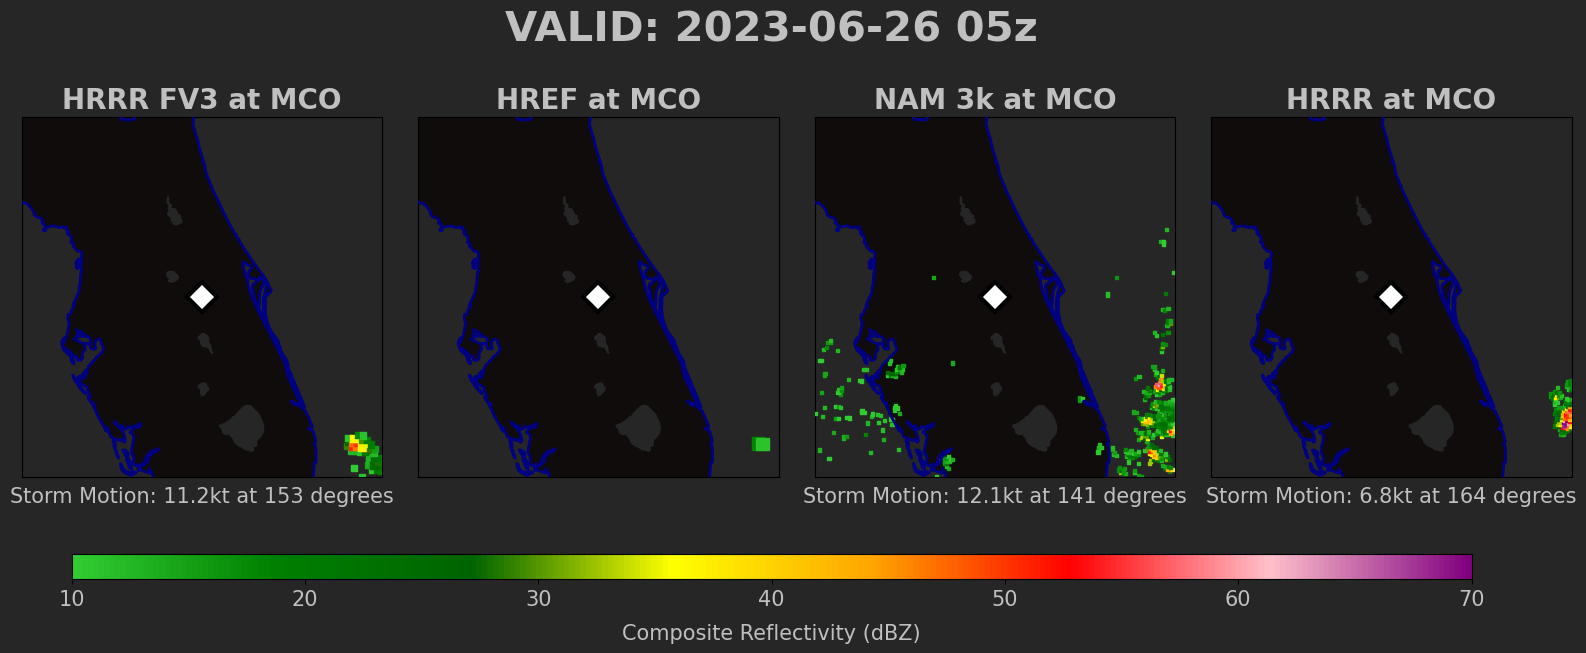 VALID: 2023-06-26 05z
HRRR FV3 at MCO
HREF at MCO
NAM 3k at MCO
HRRR at MCO
Storm Motion: 11.2kt at 153 degrees
Storm Motion: 12.1kt at 141 degrees
Storm Motion: 6.8kt at 164 degrees
10 20 30 40 50 60 70
Composite Reflectivity (dBZ)